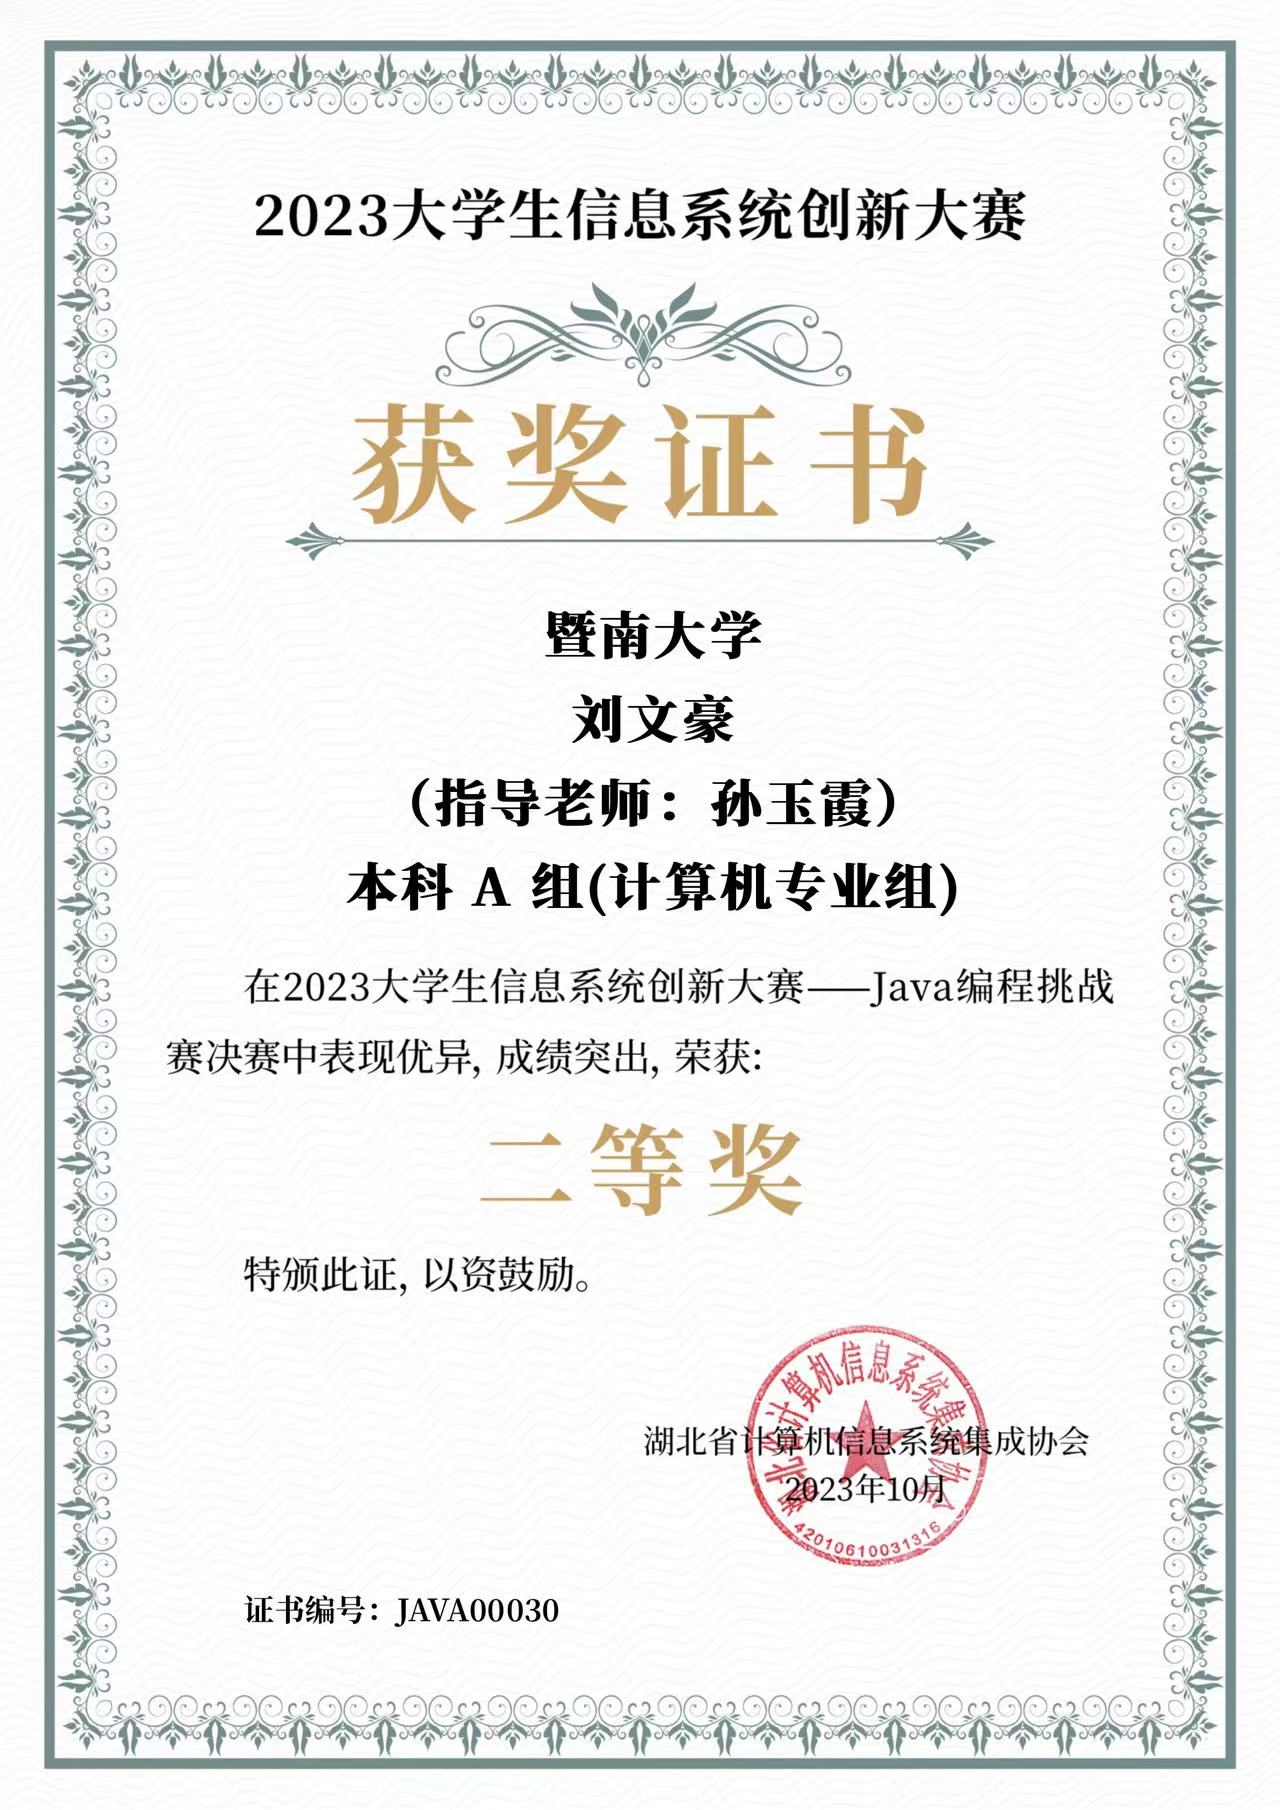 2023大学生信息系统创新大赛
获奖证书
暨南大学
刘文豪
（指导老师：孙玉霞）
本科 A 组(计算机专业组)
在2023大学生信息系统创新大赛——Java编程挑战
赛决赛中表现优异, 成绩突出, 荣获:
二等奖
特颁此证, 以资鼓励。
湖北省计算机信息系统集成协会
湖北省计算机信息系统集成协会
2023年10月
42010610031316
证书编号：JAVA00030